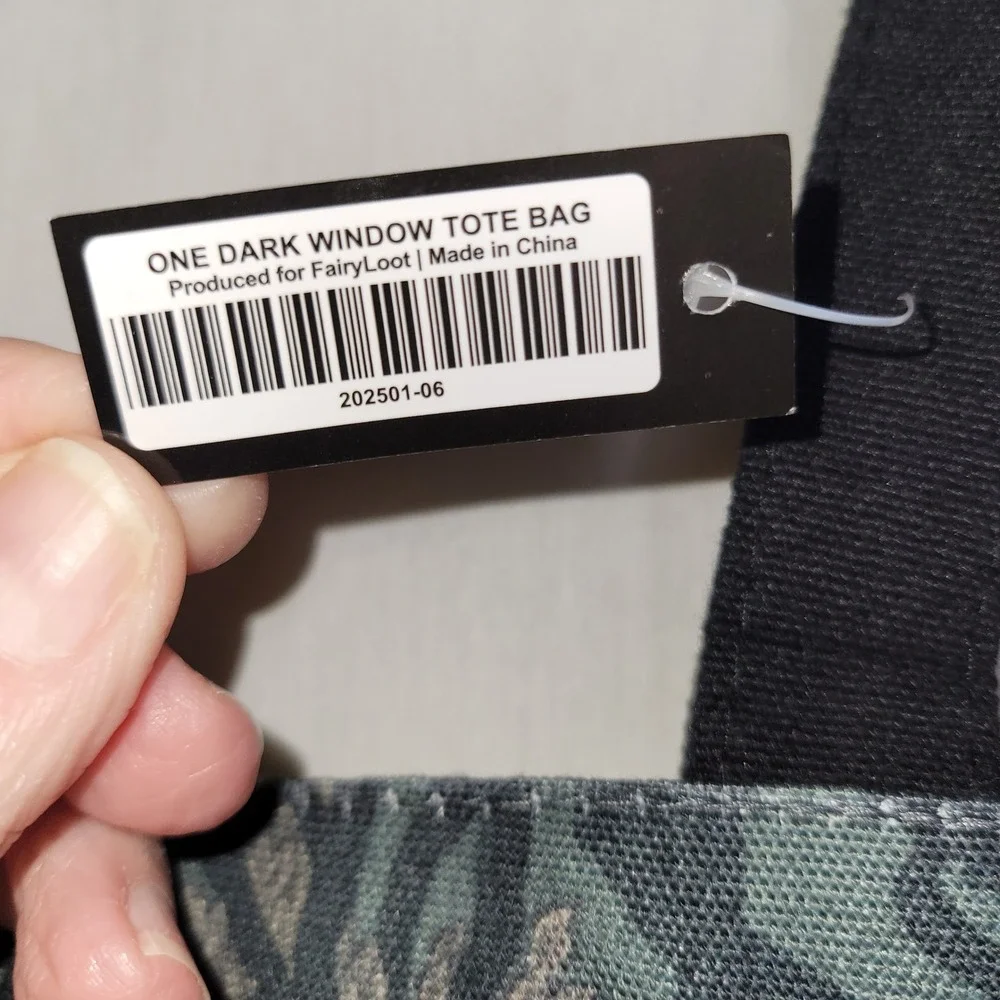 ONE DARK WINDOW TOTE BAG
Produced for FairyLoot | Made in China
202501-06